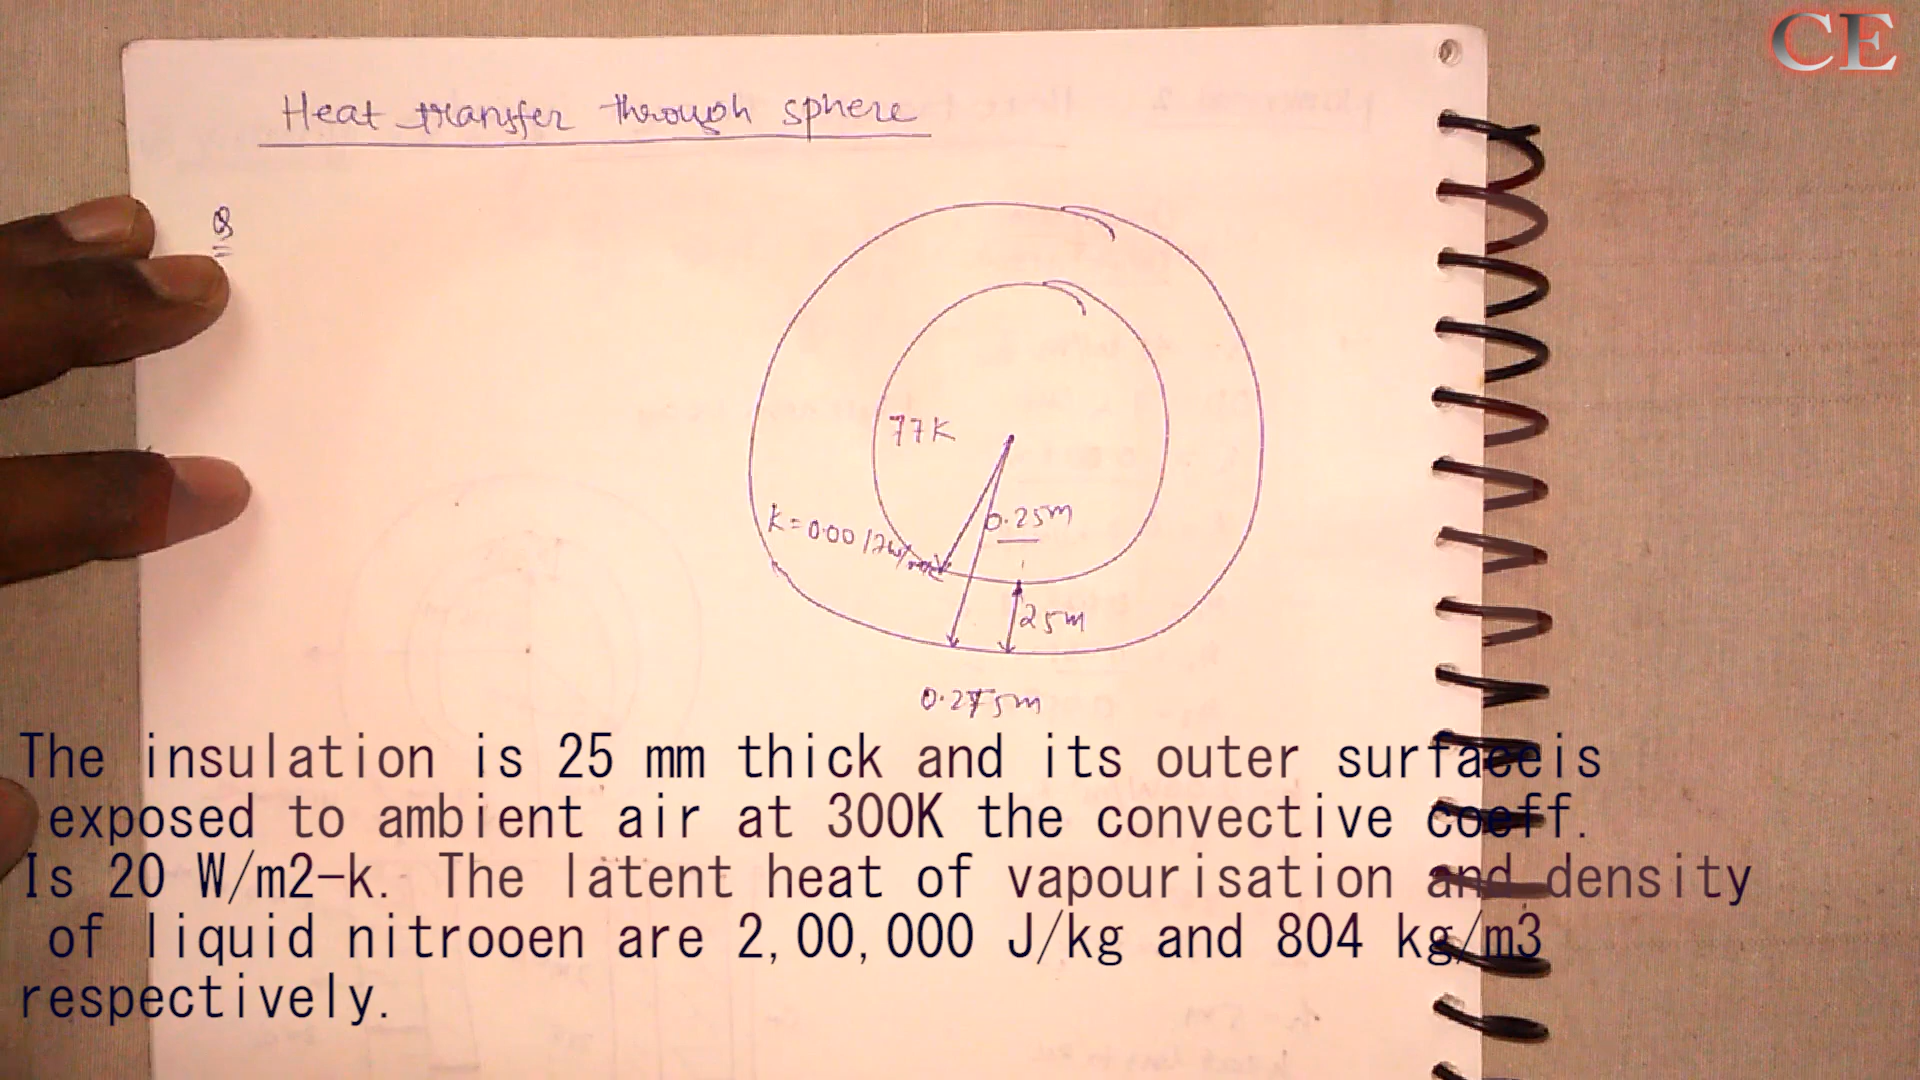 CE
Heat transfer through sphere
Q
77K
0.25m
k=0.0017w/mk
25m
0.275m
The insulation is 25 mm thick and its outer surfaceis
exposed to ambient air at 300K the convective coeff.
Is 20 W/m2-k. The latent heat of vapourisation and density
of liquid nitrooen are 2,00,000 J/kg and 804 kg/m3
respectively.